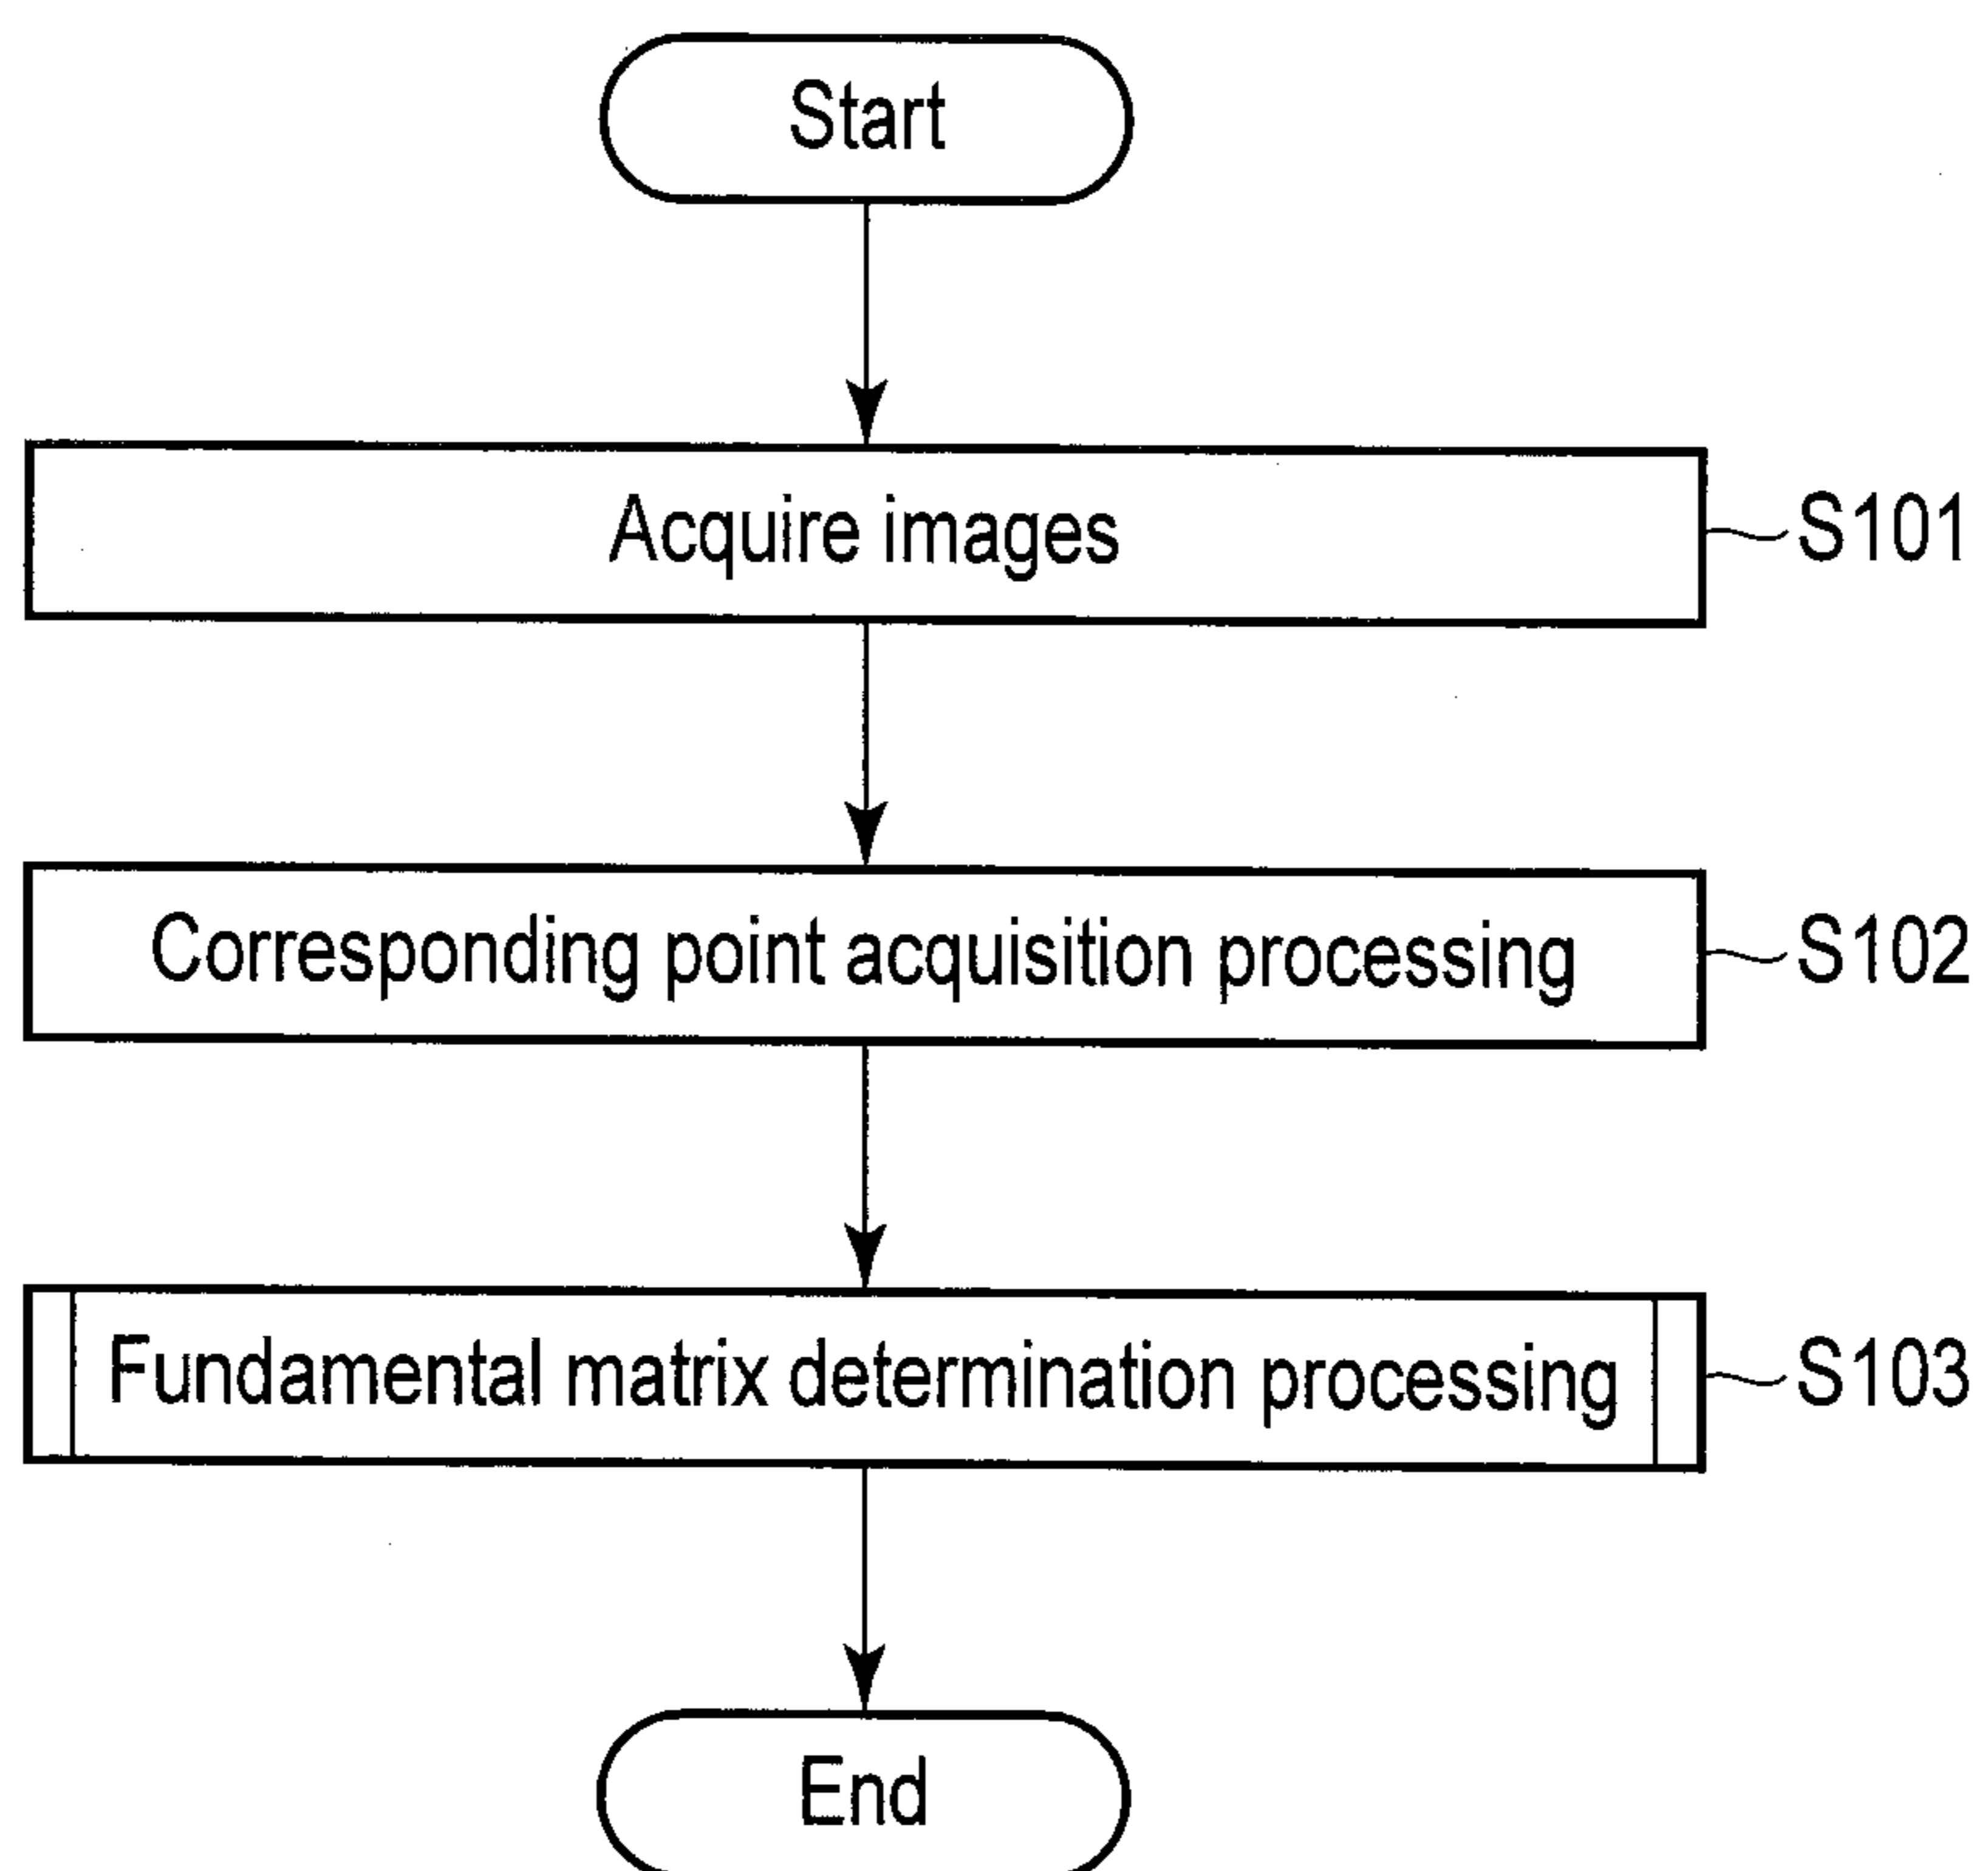 Start
Acquire images
S101
Corresponding point acquisition processing
S102
Fundamental matrix determination processing
S103
End